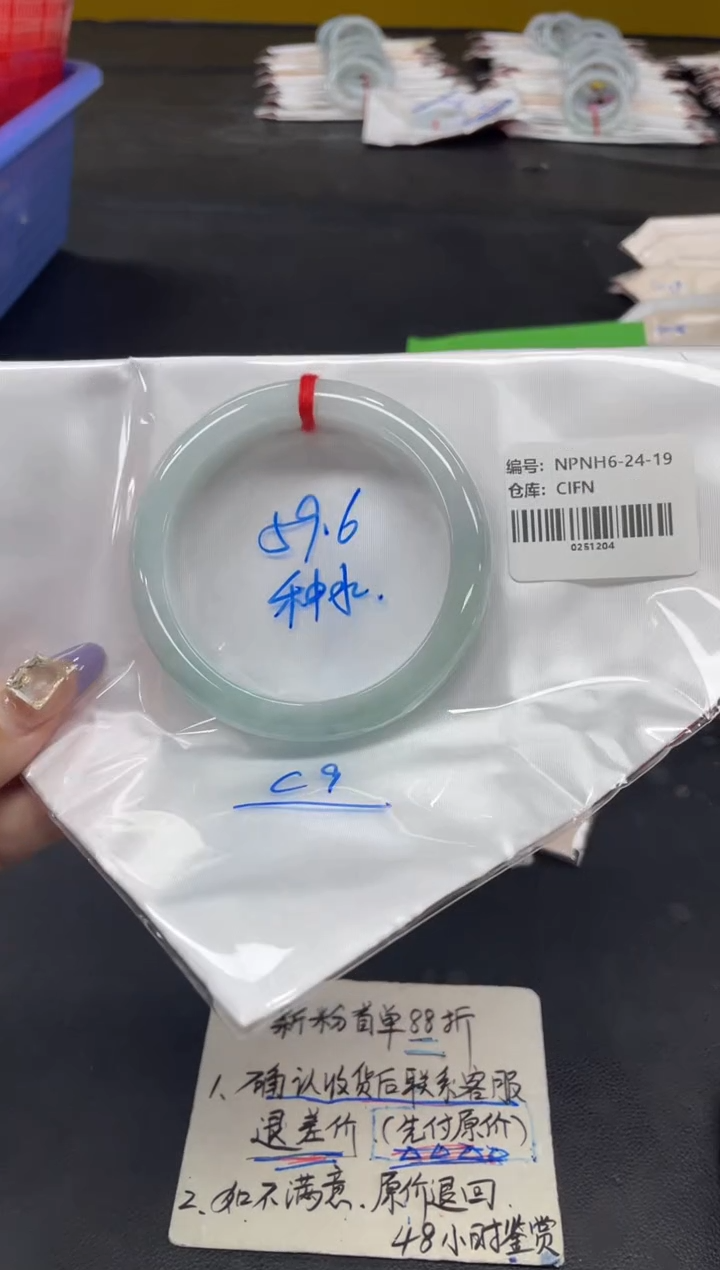 编号: NPNH6-24-19
仓库: CIFN
0251204
59.6
种水.
C9
新粉首单88折
1、确认收货后联系客服
退差价 (先付原价)
2、如不满意、原价退回.
48小时鉴赏